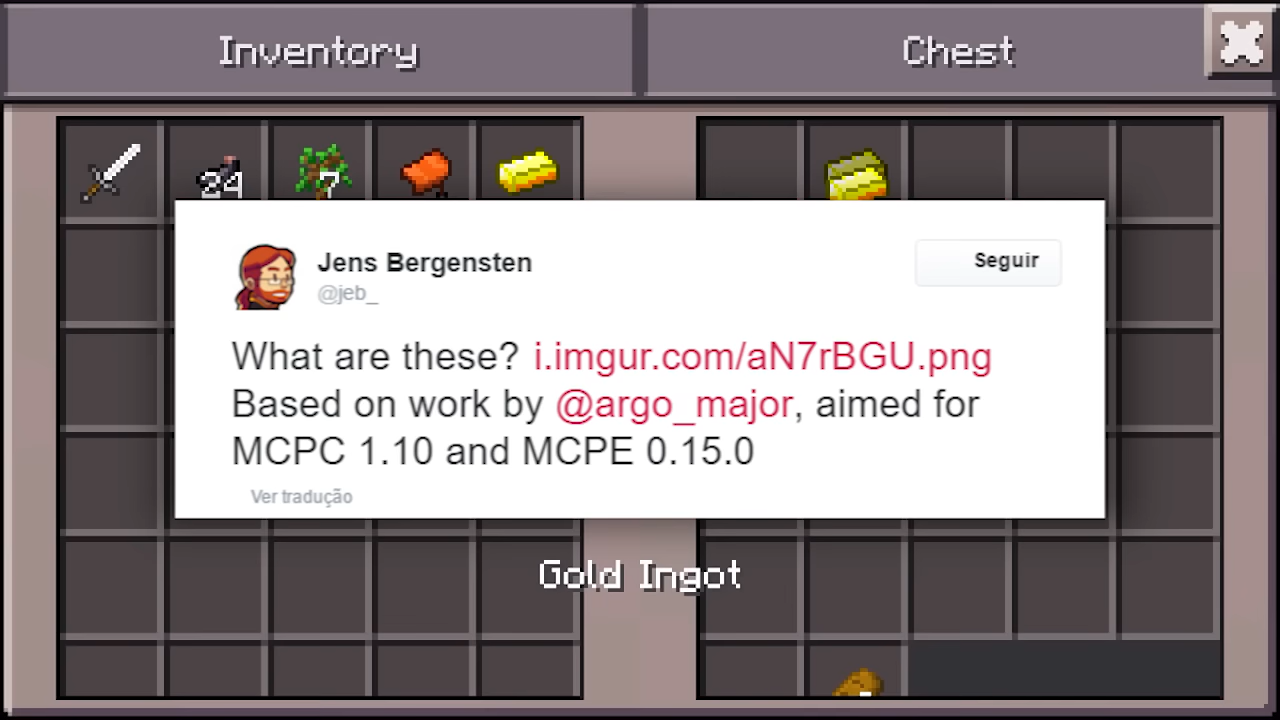 Inventory
Chest
24
7
Jens Bergensten
@jeb_
Seguir
What are these? i.imgur.com/aN7rBGU.png
Based on work by @argo_major, aimed for
MCPC 1.10 and MCPE 0.15.0
Ver tradução
Gold Ingot